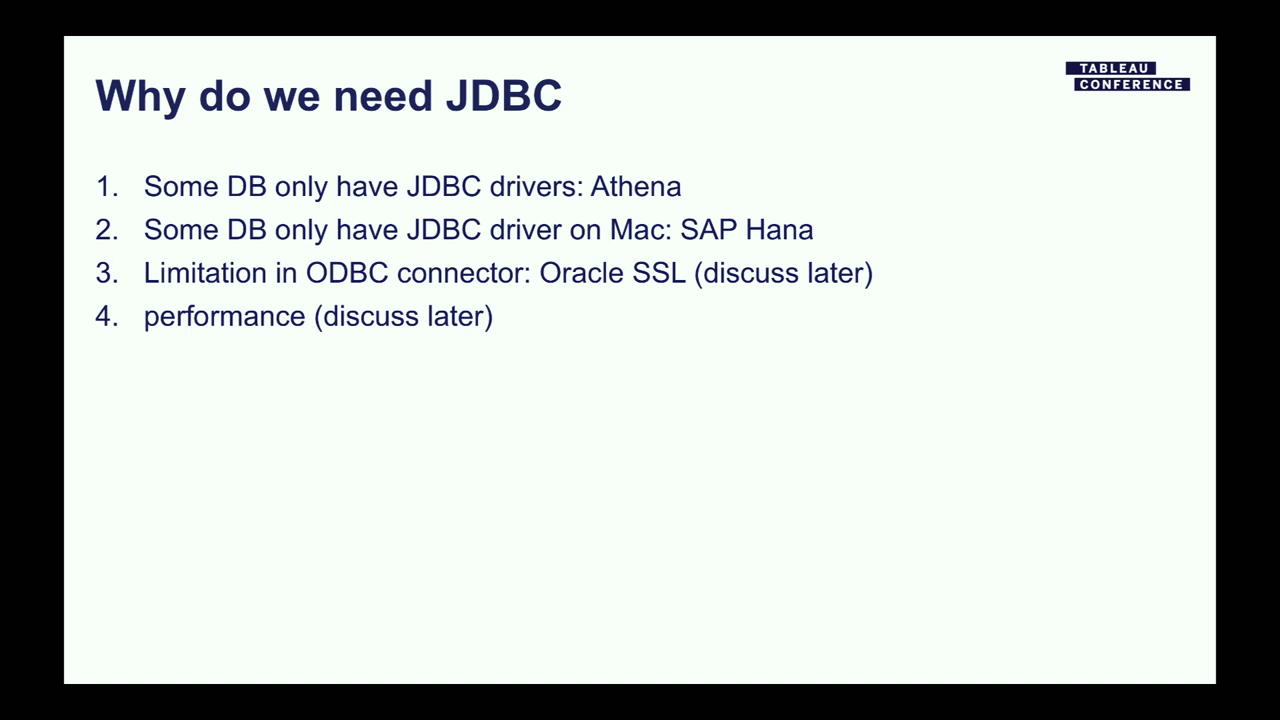 Why do we need JDBC
TABLEAU
CONFERENCE
1. Some DB only have JDBC drivers: Athena
2. Some DB only have JDBC driver on Mac: SAP Hana
3. Limitation in ODBC connector: Oracle SSL (discuss later)
4. performance (discuss later)